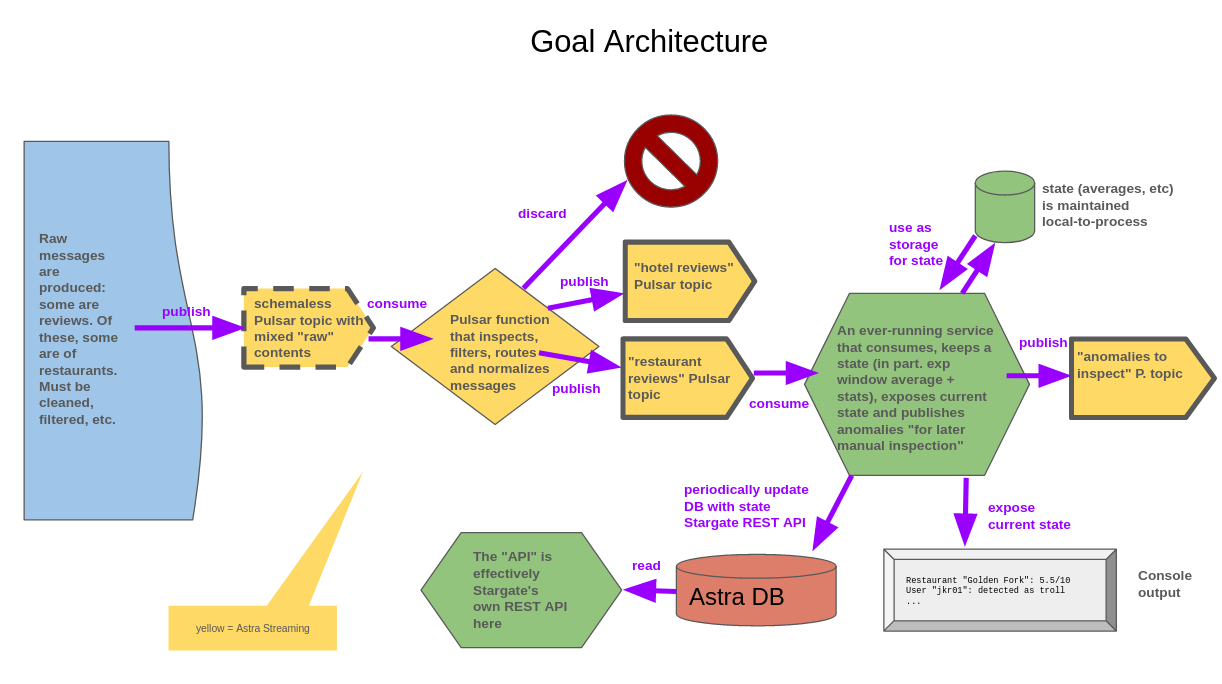 Goal Architecture
Raw
messages
are
produced:
some are
reviews. Of
these, some
are of
restaurants.
Must be
cleaned,
filtered, etc.
publish
schemaless
Pulsar topic with
mixed "raw"
contents
consume
Pulsar function
that inspects,
filters, routes
and normalizes
messages
discard
publish
"hotel reviews"
Pulsar topic
publish
"restaurant
reviews" Pulsar
topic
consume
An ever-running service
that consumes, keeps a
state (in part. exp
window average +
stats), exposes current
state and publishes
anomalies "for later
manual inspection"
use as
storage
for state
state (averages, etc)
is maintained
local-to-process
publish
"anomalies to
inspect" P. topic
periodically update
DB with state
Stargate REST API
expose
current state
Restaurant "Golden Fork": 5.5/10
User "jkr01": detected as troll
...
Console
output
Astra DB
read
The "API" is
effectively
Stargate's
own REST API
here
yellow = Astra Streaming